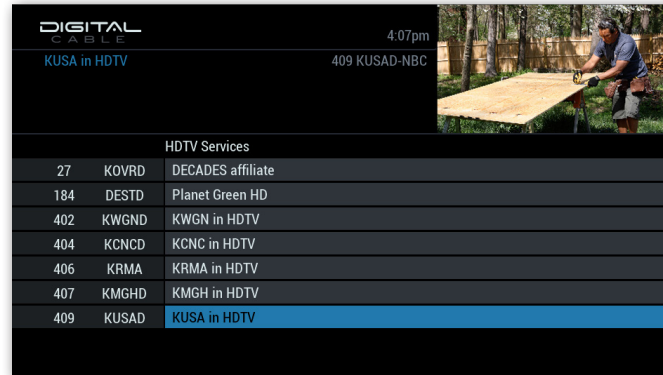 DIGITAL
CABLE
4:07pm
KUSA in HDTV 409 KUSAD-NBC
HDTV Services
27 KOVRD DECADES affiliate
184 DESTD Planet Green HD
402 KWGND KWGN in HDTV
404 KCNCD KCNC in HDTV
406 KRMA KRMA in HDTV
407 KMGHD KMGH in HDTV
409 KUSAD KUSA in HDTV